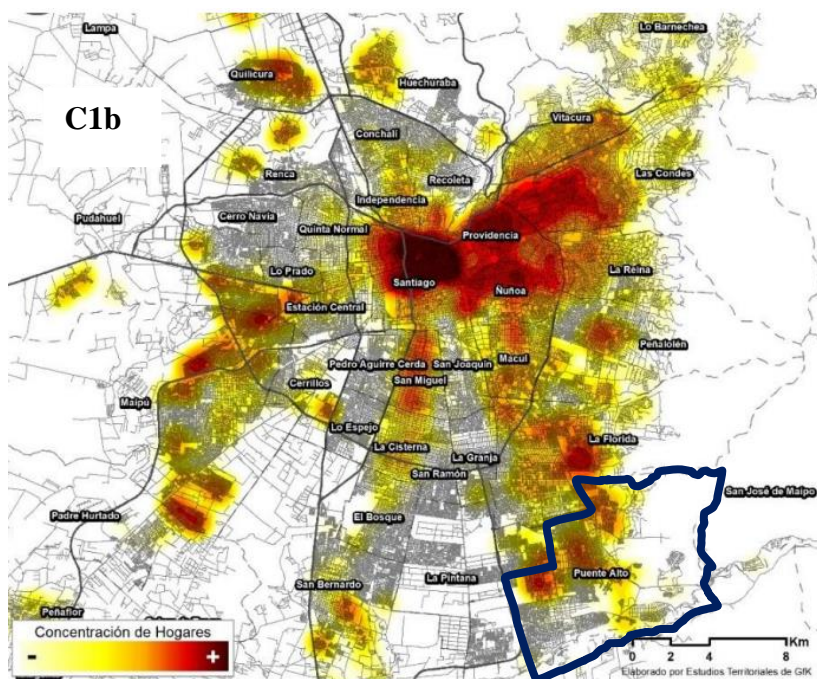 Lampa
Lo Barnechea
Quilicura
Huechuraba
C1b
Vitacura
Conchalí
Renca
Recoleta
Las Condes
Independencia
Pudahuel
Cerro Navia
Quinta Normal
Providencia
Lo Prado
La Reina
Santiago
Ñuñoa
Estación Central
Peñalolén
Pedro Aguirre Cerda
San Joaquín
Macul
Cerrillos
San Miguel
Maipú
Lo Espejo
La Florida
La Cisterna
La Granja
San Ramón
San José de Maipo
Padre Hurtado
El Bosque
Puente Alto
La Pintana
San Bernardo
Peñaflor
Concentración de Hogares
- +
Km
0 2 4 8
Elaborado por Estudios Territoriales de GfK